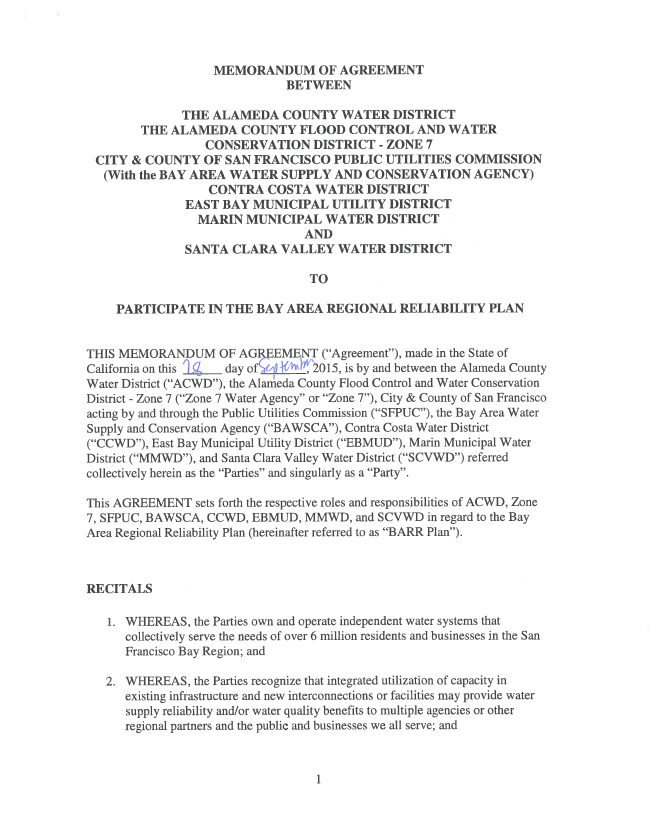 MEMORANDUM OF AGREEMENT
BETWEEN
THE ALAMEDA COUNTY WATER DISTRICT
THE ALAMEDA COUNTY FLOOD CONTROL AND WATER
CONSERVATION DISTRICT - ZONE 7
CITY & COUNTY OF SAN FRANCISCO PUBLIC UTILITIES COMMISSION
(With the BAY AREA WATER SUPPLY AND CONSERVATION AGENCY)
CONTRA COSTA WATER DISTRICT
EAST BAY MUNICIPAL UTILITY DISTRICT
MARIN MUNICIPAL WATER DISTRICT
AND
SANTA CLARA VALLEY WATER DISTRICT
TO
PARTICIPATE IN THE BAY AREA REGIONAL RELIABILITY PLAN
THIS MEMORANDUM OF AGREEMENT (“Agreement”), made in the State of
California on this day of September, 2015, is by and between the Alameda County
Water District (“ACWD”), the Alameda County Flood Control and Water Conservation
District - Zone 7 (“Zone 7 Water Agency” or “Zone 7”), City & County of San Francisco
acting by and through the Public Utilities Commission (“SFPUC”), the Bay Area Water
Supply and Conservation Agency (“BAWSCA”), Contra Costa Water District
(“CCWD”), East Bay Municipal Utility District (“EBMUD”), Marin Municipal Water
District (“MMWD”), and Santa Clara Valley Water District (“SCVWD”) referred
collectively herein as the “Parties” and singularly as a “Party”.
This AGREEMENT sets forth the respective roles and responsibilities of ACWD, Zone
7, SFPUC, BAWSCA, CCWD, EBMUD, MMWD, and SCVWD in regard to the Bay
Area Regional Reliability Plan (hereinafter referred to as “BARR Plan”).
RECITALS
1. WHEREAS, the Parties own and operate independent water systems that
collectively serve the needs of over 6 million residents and businesses in the San
Francisco Bay Region; and
2. WHEREAS, the Parties recognize that integrated utilization of capacity in
existing infrastructure and new interconnections or facilities may provide water
supply reliability and/or water quality benefits to multiple agencies or other
regional partners and the public and businesses we all serve; and
1